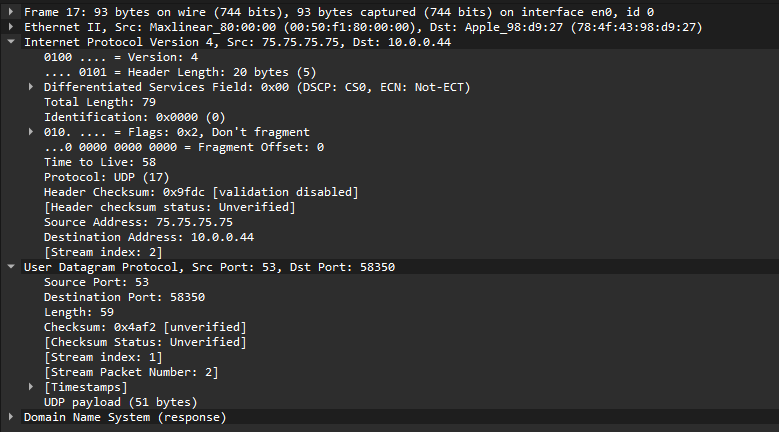 Frame 17: 93 bytes on wire (744 bits), 93 bytes captured (744 bits) on interface en0, id 0
Ethernet II, Src: Maxlinear_80:00:00 (00:50:f1:80:00:00), Dst: Apple_98:d9:27 (78:4f:43:98:d9:27)
Internet Protocol Version 4, Src: 75.75.75.75, Dst: 10.0.0.44
0100 .... = Version: 4
.... 0101 = Header Length: 20 bytes (5)
Differentiated Services Field: 0x00 (DSCP: CS0, ECN: Not-ECT)
Total Length: 79
Identification: 0x0000 (0)
010. .... = Flags: 0x2, Don't fragment
...0 0000 0000 0000 = Fragment Offset: 0
Time to Live: 58
Protocol: UDP (17)
Header Checksum: 0x9fdc [validation disabled]
[Header checksum status: Unverified]
Source Address: 75.75.75.75
Destination Address: 10.0.0.44
[Stream index: 2]
User Datagram Protocol, Src Port: 53, Dst Port: 58350
Source Port: 53
Destination Port: 58350
Length: 59
Checksum: 0x4af2 [unverified]
[Checksum Status: Unverified]
[Stream index: 1]
[Stream Packet Number: 2]
[Timestamps]
UDP payload (51 bytes)
Domain Name System (response)